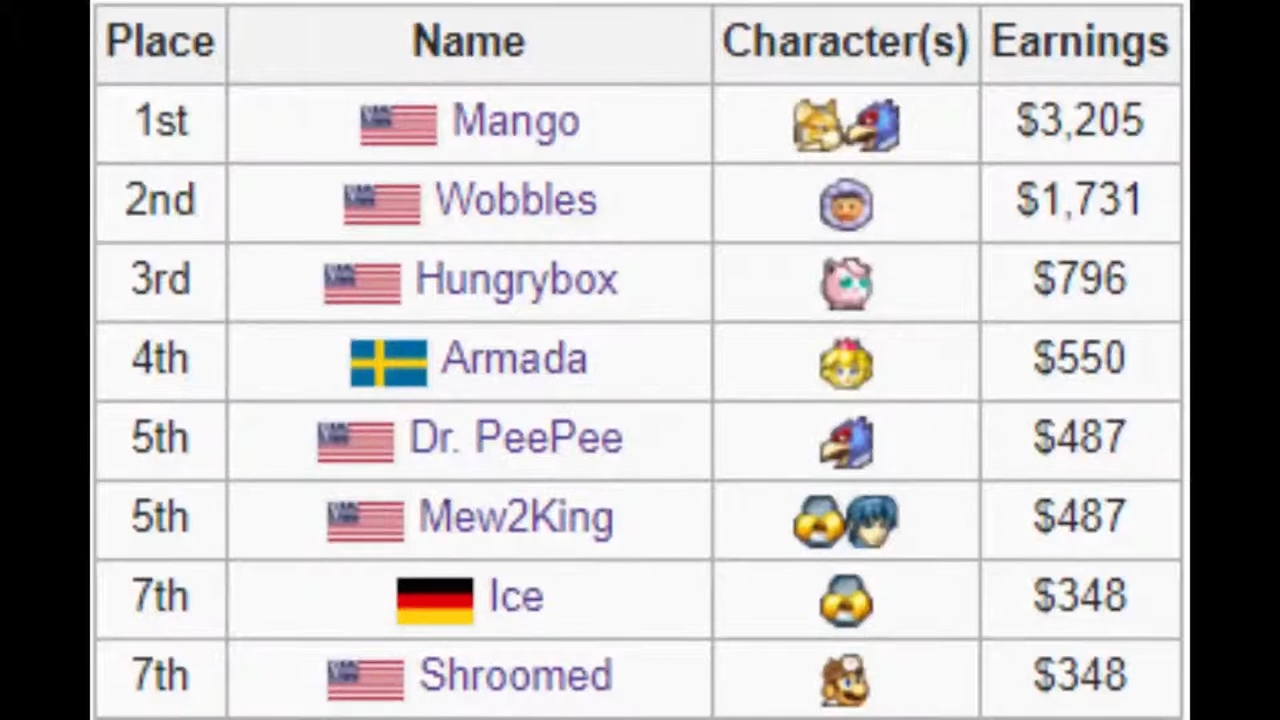 Place Name Character(s) Earnings
1st Mango $3,205
2nd Wobbles $1,731
3rd Hungrybox $796
4th Armada $550
5th Dr. PeePee $487
5th Mew2King $487
7th Ice $348
7th Shroomed $348